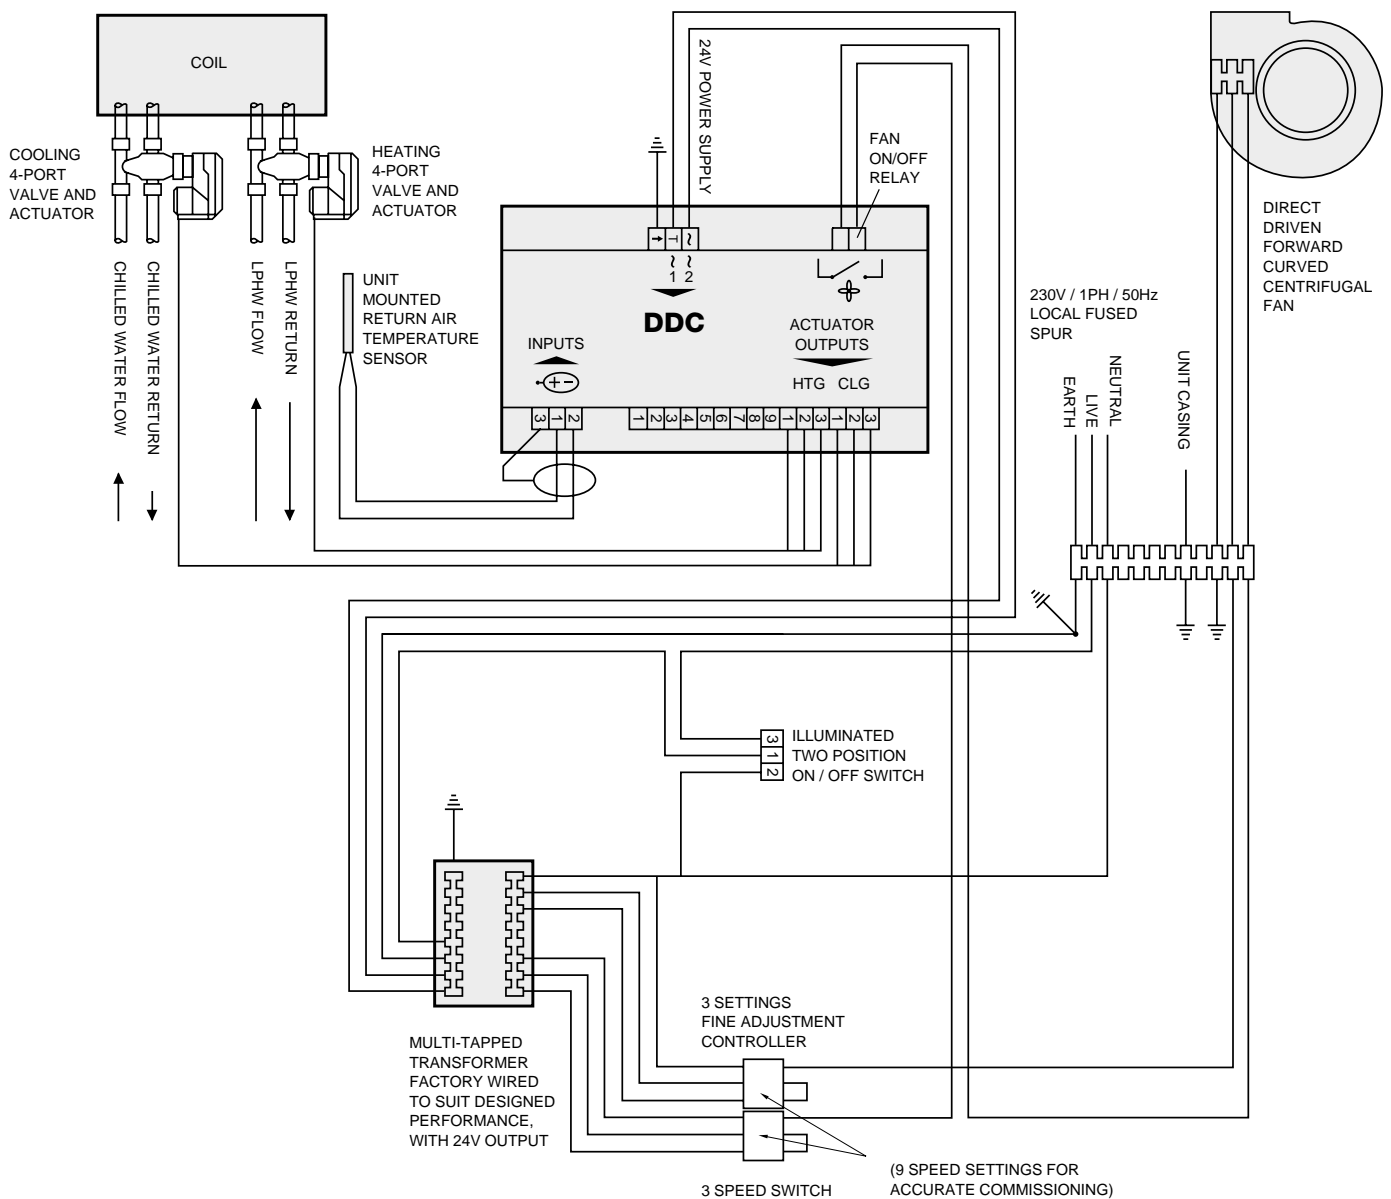 COIL
COOLING
4-PORT
VALVE AND
ACTUATOR
HEATING
4-PORT
VALVE AND
ACTUATOR
CHILLED WATER FLOW
CHILLED WATER RETURN
LPHW FLOW
LPHW RETURN
UNIT
MOUNTED
RETURN AIR
TEMPERATURE
SENSOR
24V POWER SUPPLY
FAN
ON/OFF
RELAY
T ~
~ ~
1 2
DDC
INPUTS
+ −
ACTUATOR
OUTPUTS
HTG CLG
3 1 2
1 2 3 4 5 6 7 8 9 1 2 3 1 2 3
DIRECT
DRIVEN
FORWARD
CURVED
CENTRIFUGAL
FAN
230V / 1PH / 50Hz
LOCAL FUSED
SPUR
EARTH
LIVE
NEUTRAL
UNIT CASING
3
1
2
ILLUMINATED
TWO POSITION
ON / OFF SWITCH
MULTI-TAPPED
TRANSFORMER
FACTORY WIRED
TO SUIT DESIGNED
PERFORMANCE,
WITH 24V OUTPUT
3 SETTINGS
FINE ADJUSTMENT
CONTROLLER
3 SPEED SWITCH
(9 SPEED SETTINGS FOR
ACCURATE COMMISSIONING)